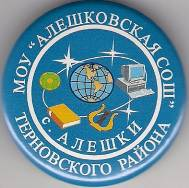 МОУ "АЛЕШКОВСКАЯ СОШ"
с. АЛЕШКИ
ТЕРНОВСКОГО РАЙОНА